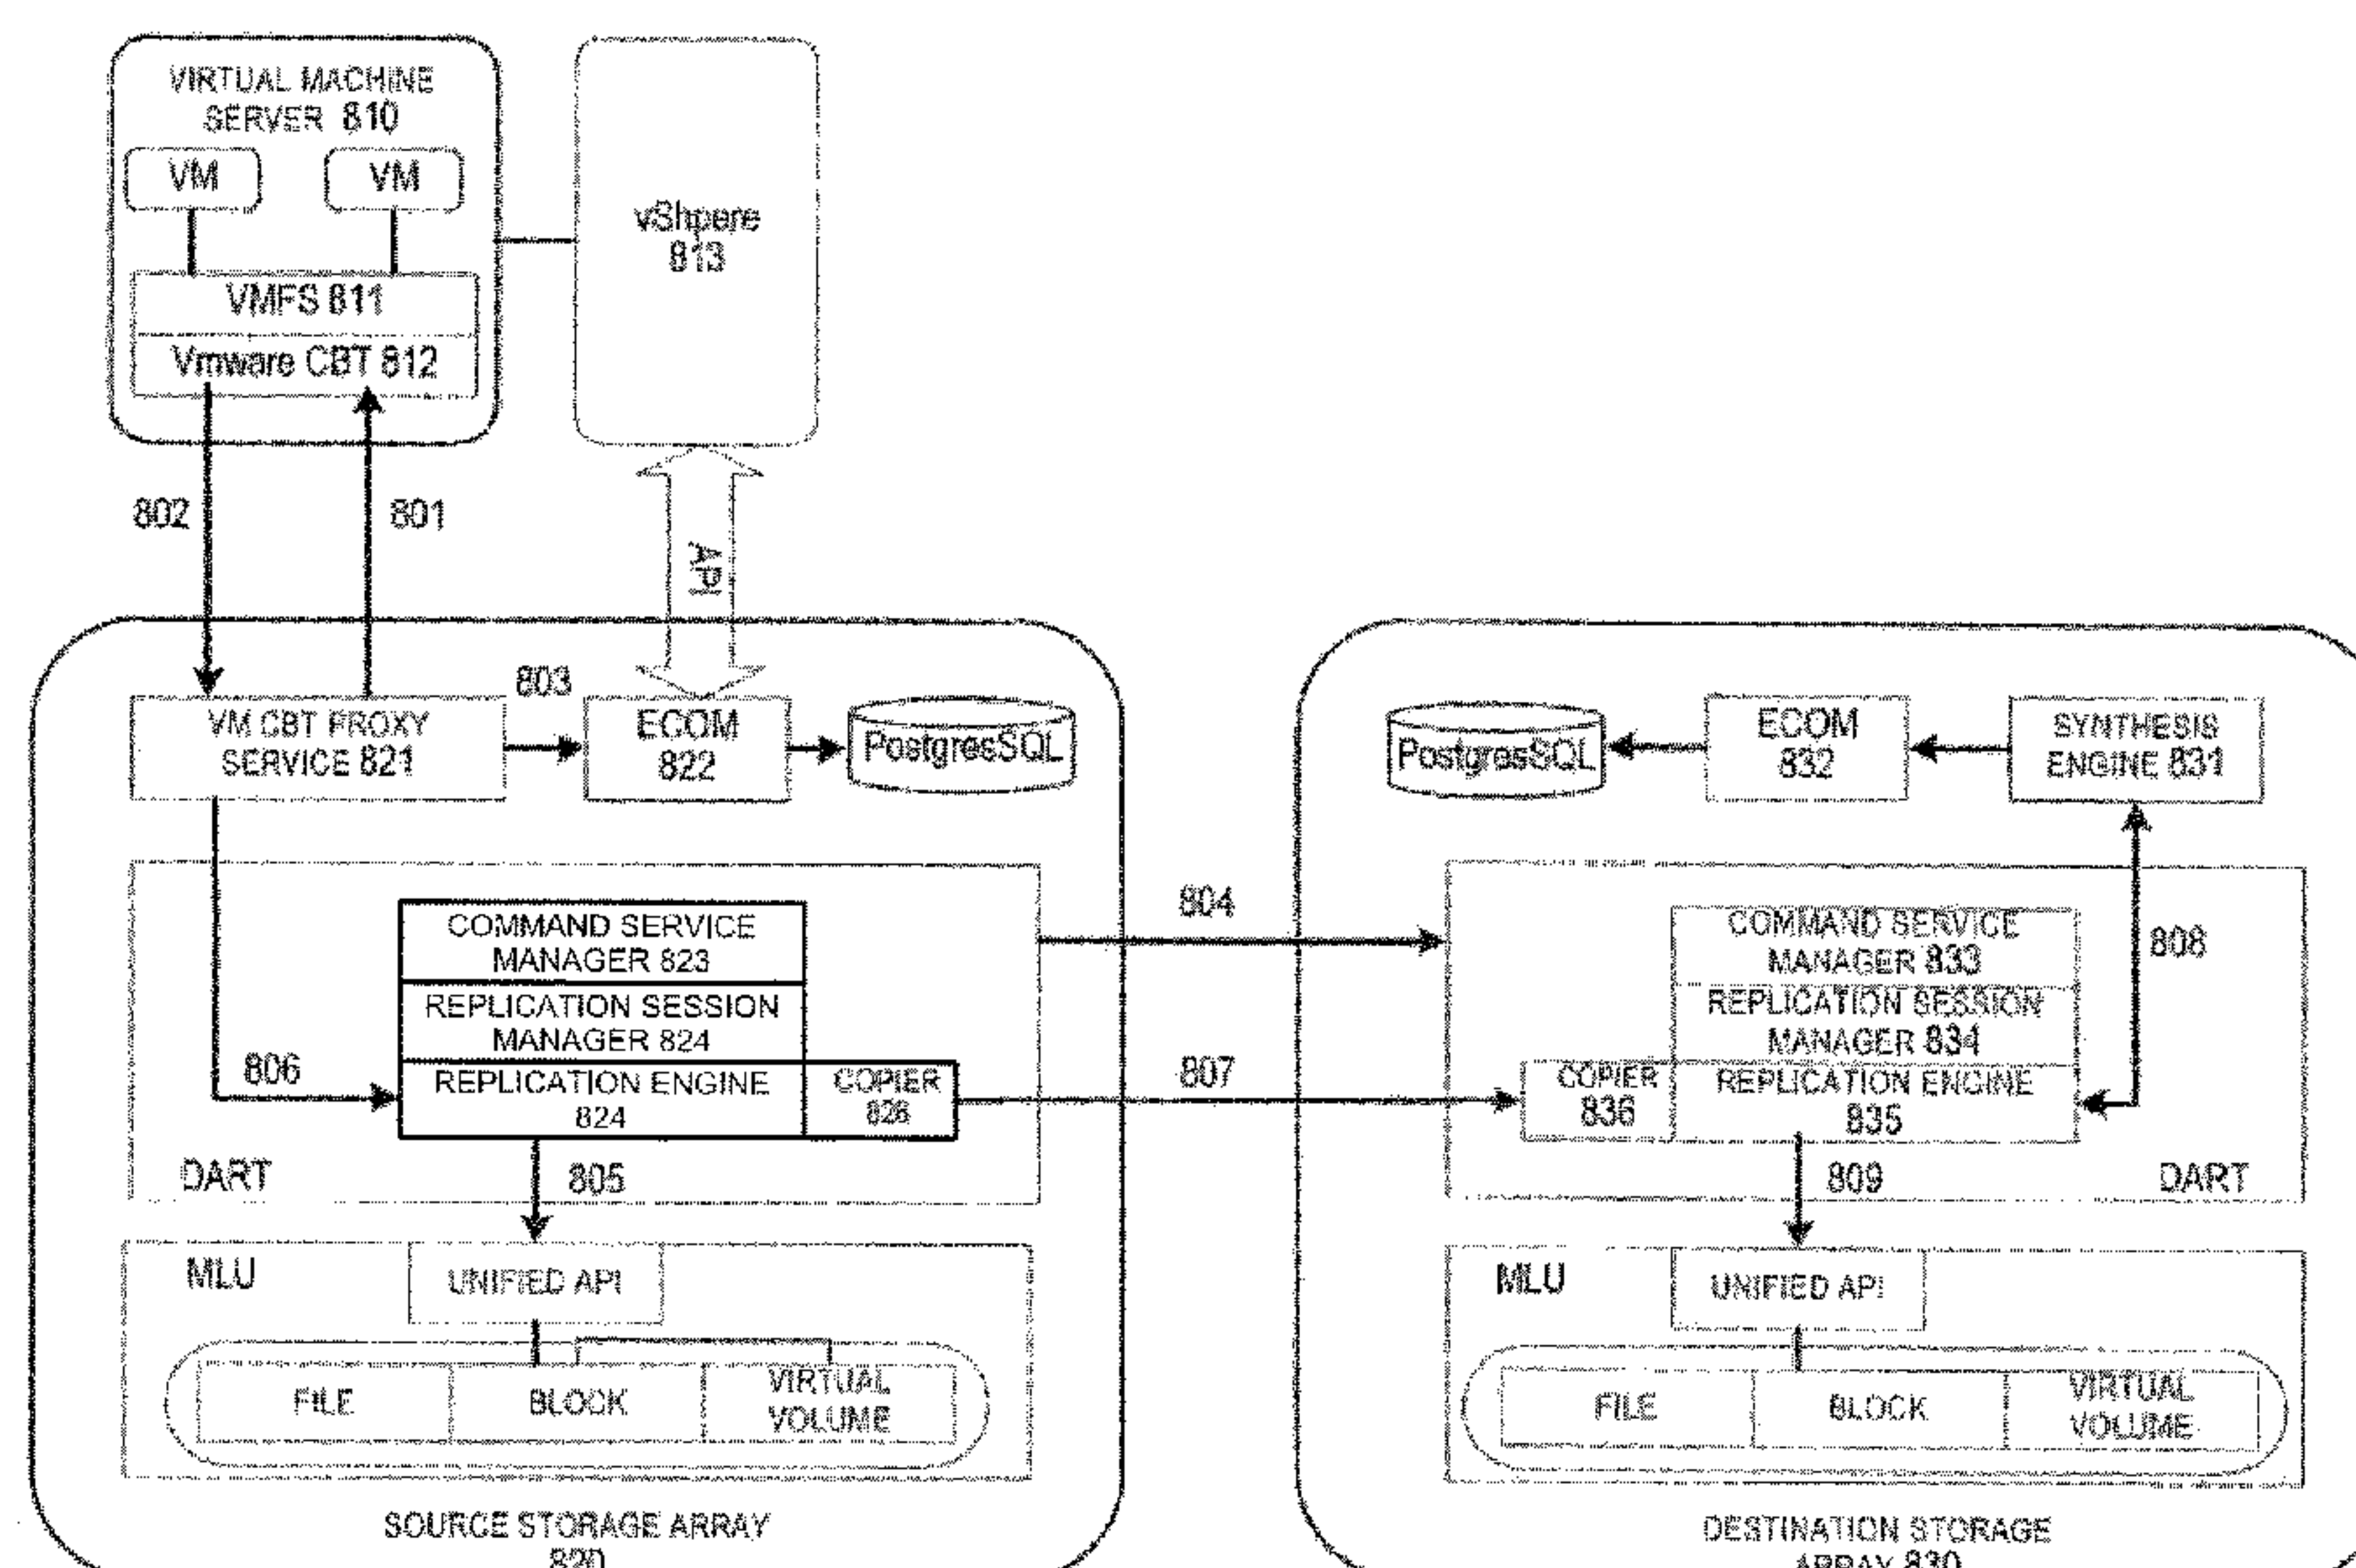 VIRTUAL MACHINE
SERVER 810
VM
VM
VMFS 811
Vmware CBT 812
vShpere
813
802
801
API
VM CBT PROXY
SERVICE 821
803
ECOM
822
PostgresSQL
COMMAND SERVICE
MANAGER 823
REPLICATION SESSION
MANAGER 824
REPLICATION ENGINE
824
COPIER
826
806
DART
805
MLU
UNIFIED API
FILE
BLOCK
VIRTUAL
VOLUME
SOURCE STORAGE ARRAY
820
804
807
PostgresSQL
ECOM
832
SYNTHESIS
ENGINE 831
COMMAND SERVICE
MANAGER 833
REPLICATION SESSION
MANAGER 834
COPIER
836
REPLICATION ENGINE
835
808
809
DART
MLU
UNIFIED API
FILE
BLOCK
VIRTUAL
VOLUME
DESTINATION STORAGE
ARRAY 830